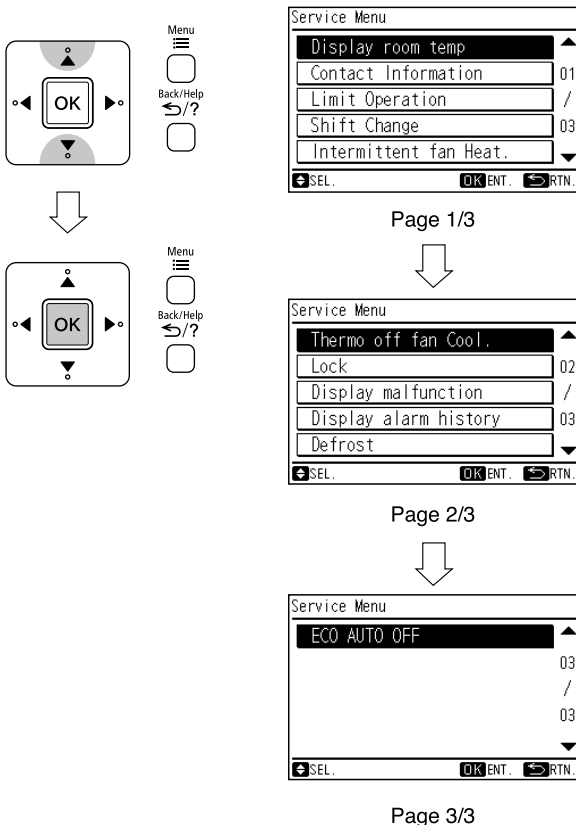 Menu
OK
Back/Help
/?
Menu
OK
Back/Help
/?
Service Menu
Display room temp
Contact Information
Limit Operation
Shift Change
Intermittent fan Heat.
01
/
03
SEL.
OK ENT.
RTN.
Page 1/3
Service Menu
Thermo off fan Cool.
Lock
Display malfunction
Display alarm history
Defrost
02
/
03
SEL.
OK ENT.
RTN.
Page 2/3
Service Menu
ECO AUTO OFF
03
/
03
SEL.
OK ENT.
RTN.
Page 3/3